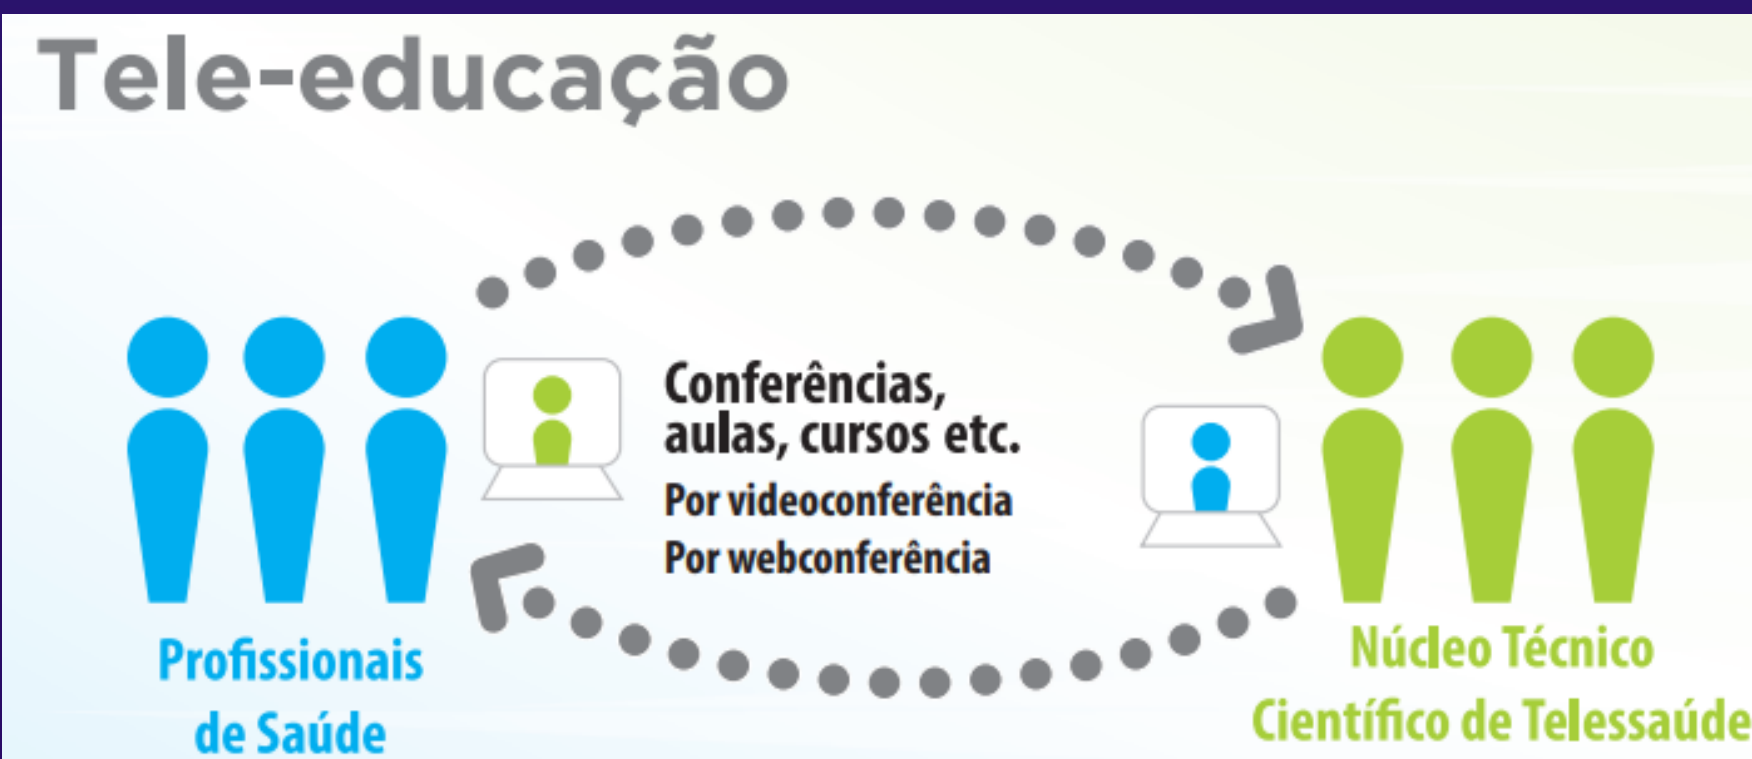 Tele-educação
Conferências,
aulas, cursos etc.
Por videoconferência
Por webconferência
Profissionais
de Saúde
Núcleo Técnico
Científico de Telessaúde